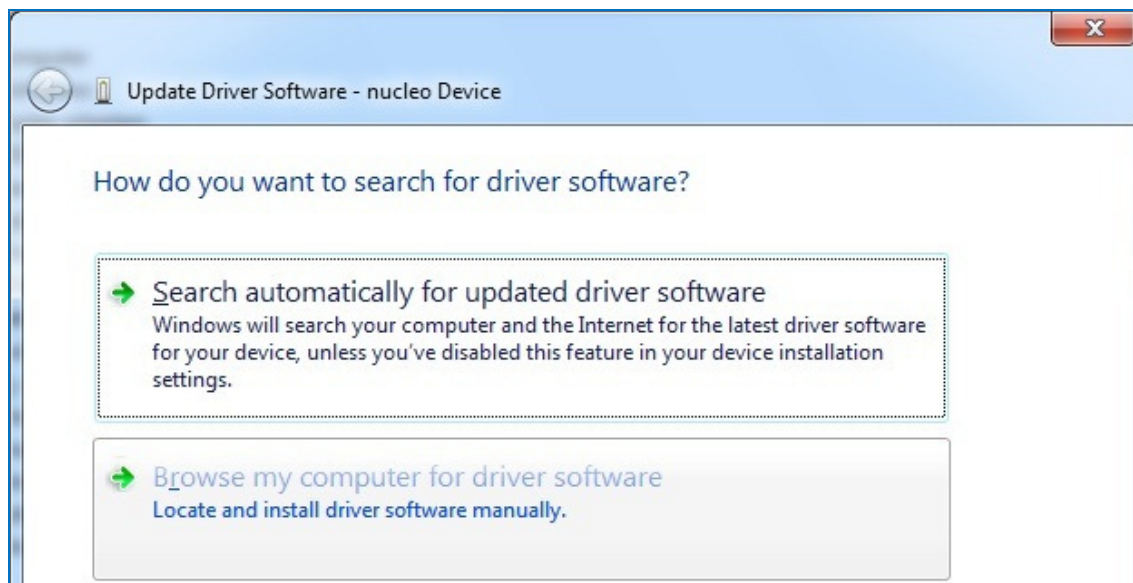 Update Driver Software - nucleo Device
How do you want to search for driver software?
Search automatically for updated driver software
Windows will search your computer and the Internet for the latest driver software
for your device, unless you've disabled this feature in your device installation
settings.
Browse my computer for driver software
Locate and install driver software manually.